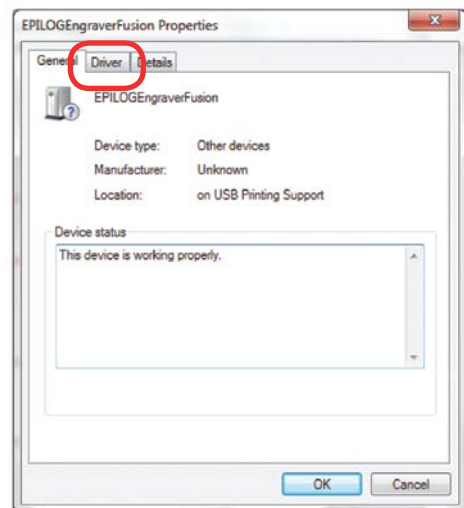 EPILOGEngraverFusion Properties
General Driver Details
EPILOGEngraverFusion
Device type: Other devices
Manufacturer: Unknown
Location: on USB Printing Support
Device status
This device is working properly.
OK Cancel